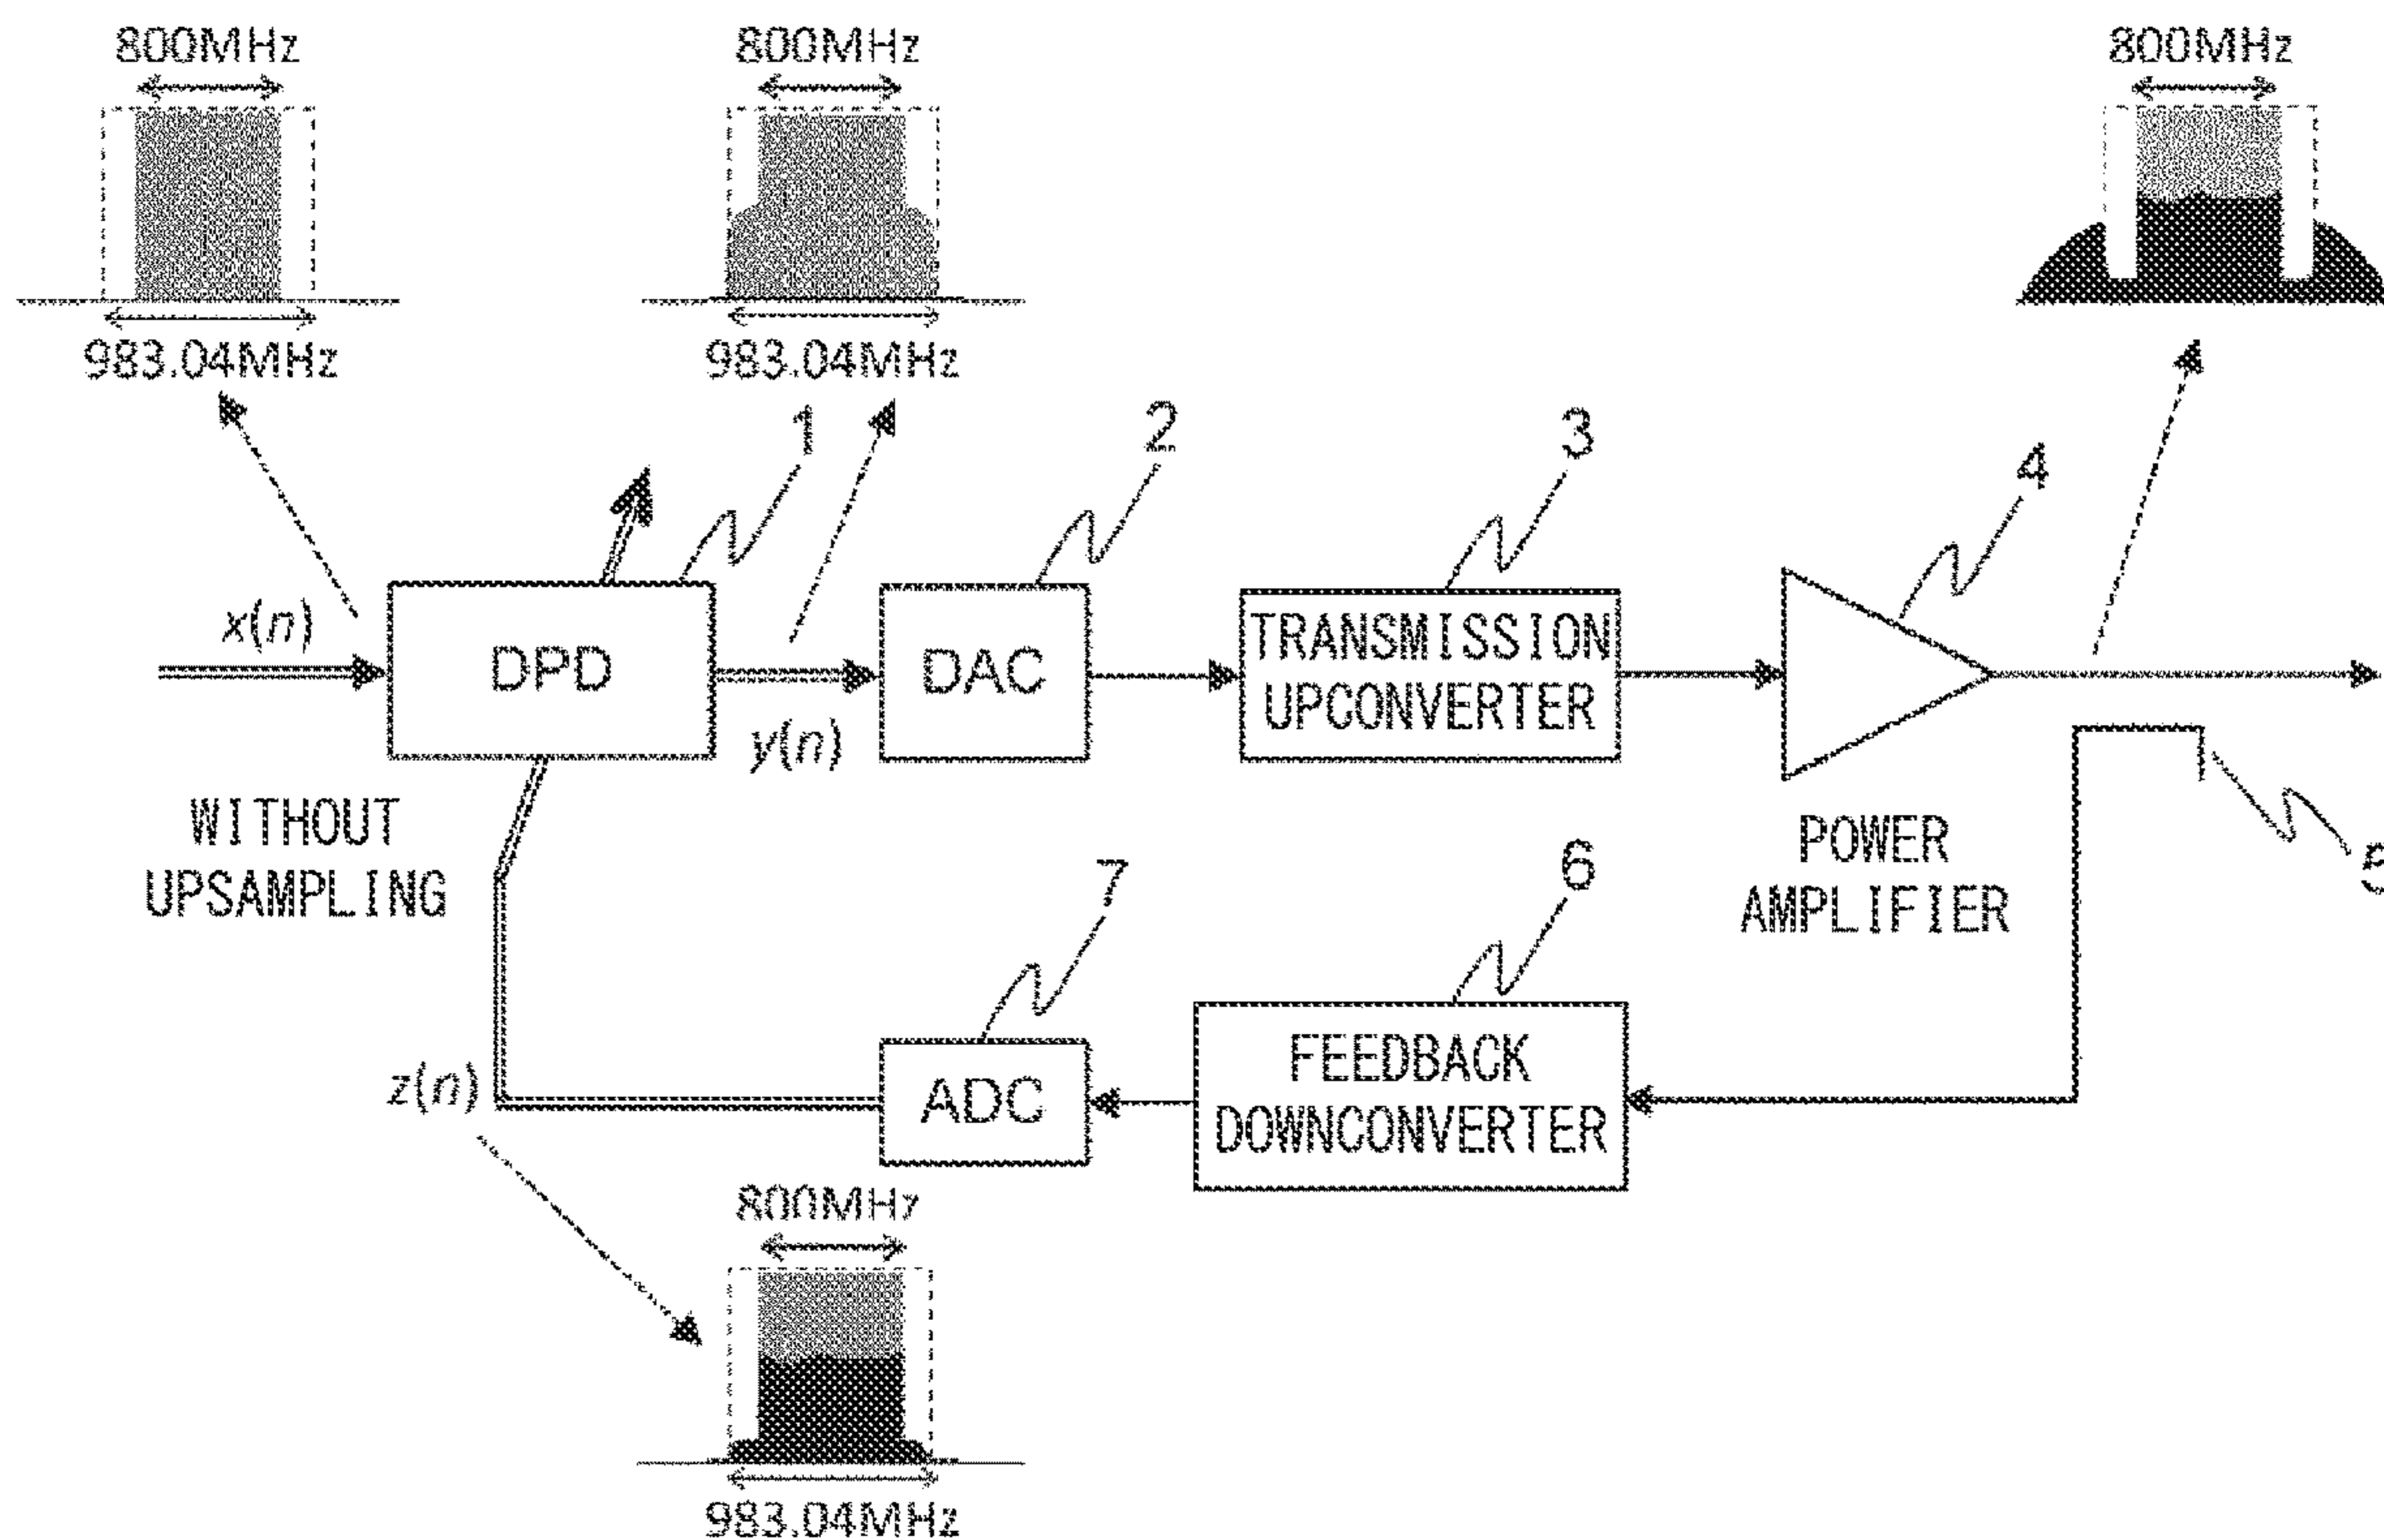 800MHz
800MHz
800MHz
983.04MHz
983.04MHz
1
2
3
4
x(n)
DPD
DAC
TRANSMISSION
UPCONVERTER
y(n)
WITHOUT
UPSAMPLING
POWER
AMPLIFIER
5
7
6
z(n)
ADC
FEEDBACK
DOWNCONVERTER
800MHz
983.04MHz